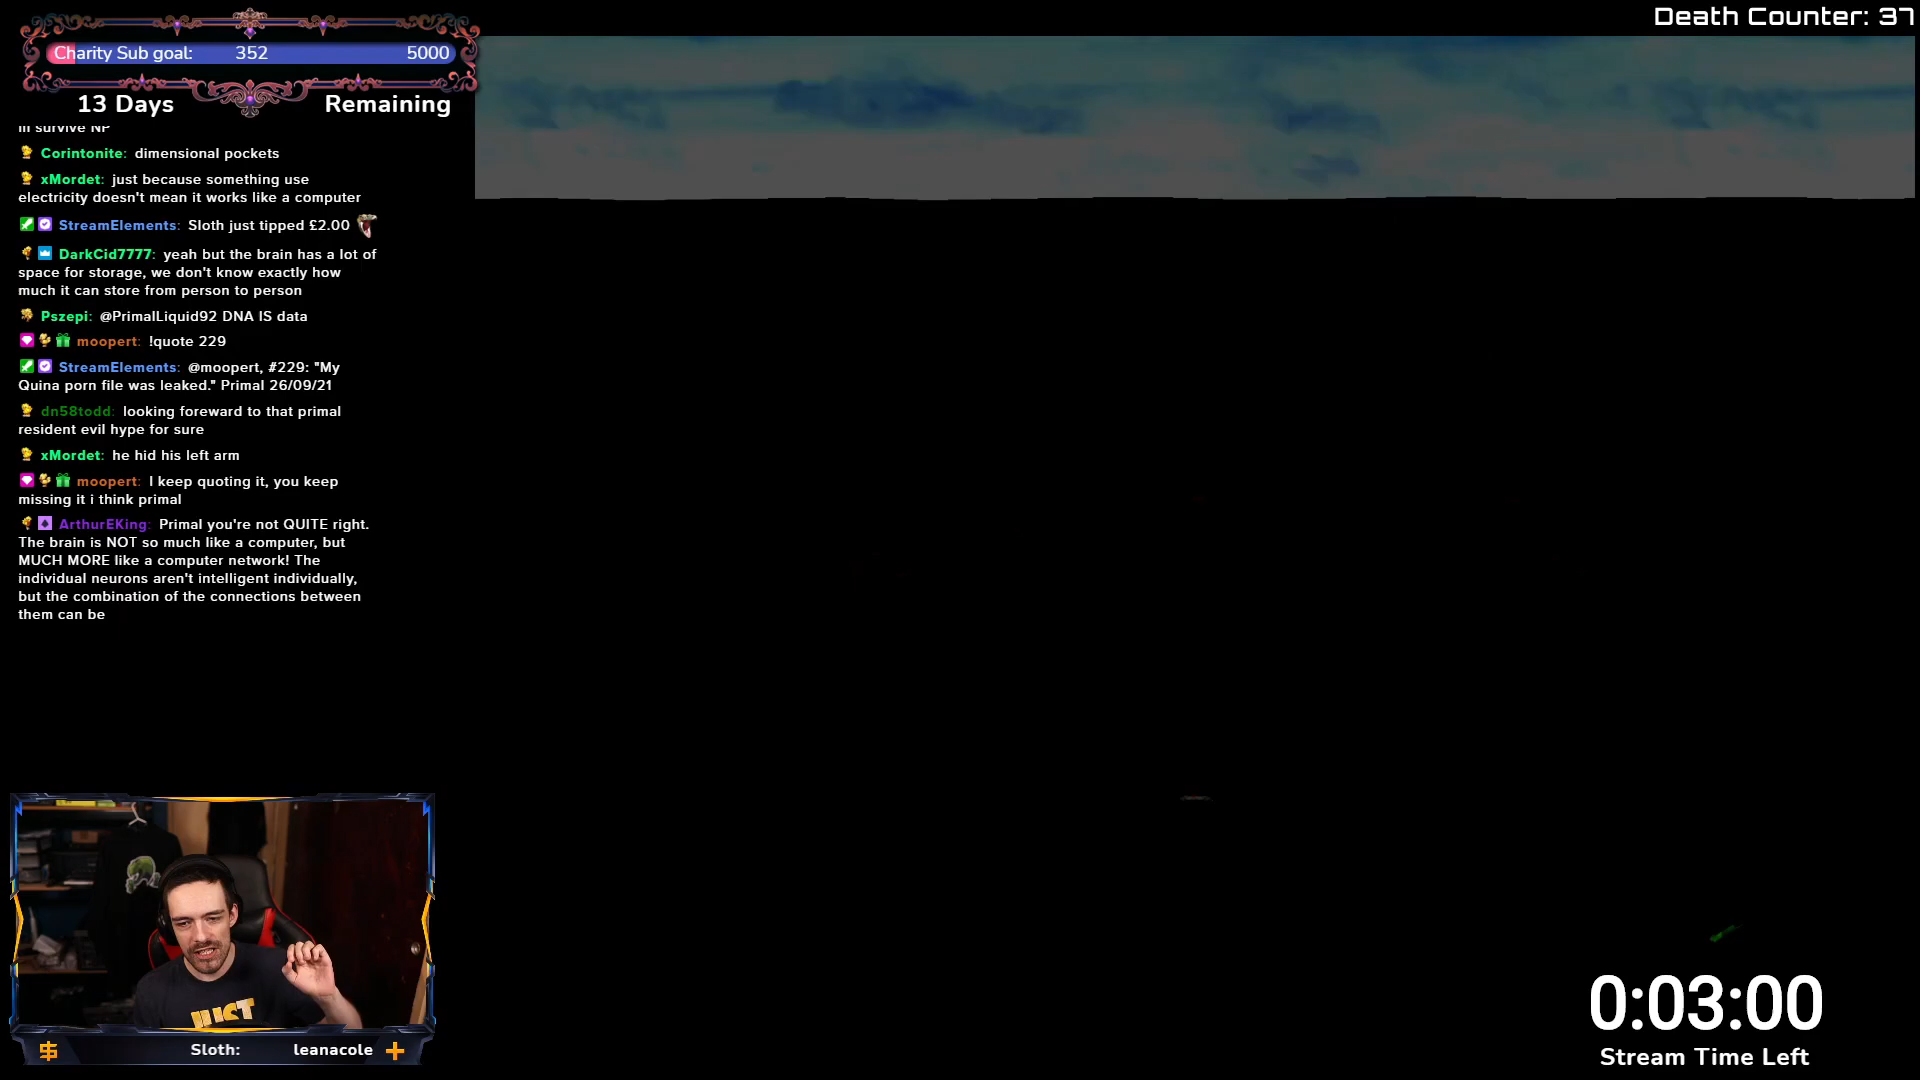 Death Counter: 37
Charity Sub goal: 352 5000
13 Days Remaining
ill survive NP
Corintonite: dimensional pockets
xMordet: just because something use
electricity doesn't mean it works like a computer
StreamElements: Sloth just tipped £2.00
DarkCid7777: yeah but the brain has a lot of
space for storage, we don't know exactly how
much it can store from person to person
Pszepi: @PrimalLiquid92 DNA IS data
moopert: !quote 229
StreamElements: @moopert, #229: "My
Quina porn file was leaked." Primal 26/09/21
dn58todd: looking foreward to that primal
resident evil hype for sure
xMordet: he hid his left arm
moopert: I keep quoting it, you keep
missing it i think primal
ArthurEKing: Primal you're not QUITE right.
The brain is NOT so much like a computer, but
MUCH MORE like a computer network! The
individual neurons aren't intelligent individually,
but the combination of the connections between
them can be
Sloth: leanacole
0:03:00
Stream Time Left